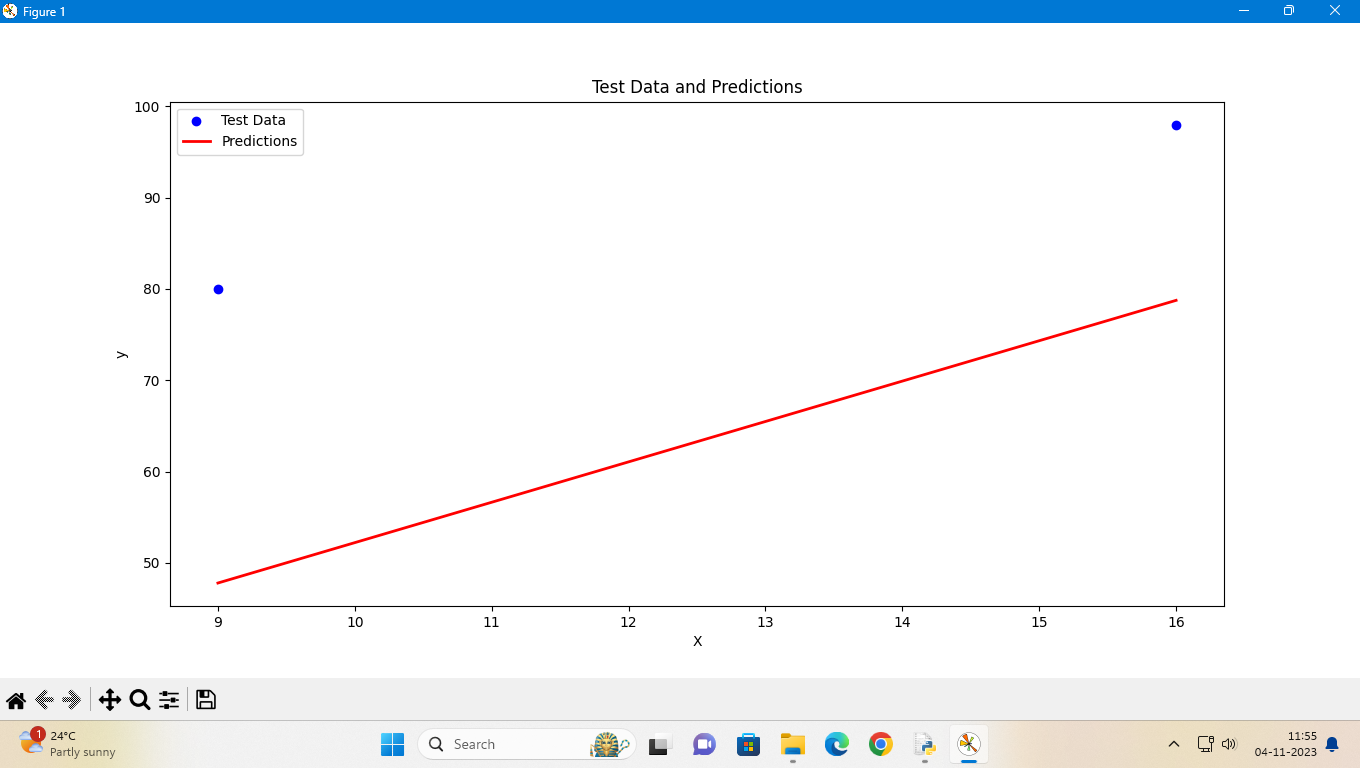 Figure 1
Test Data and Predictions
100
90
80
70
60
50
y
Test Data
Predictions
9 10 11 12 13 14 15 16
X
1
24°C
Partly sunny
Search
11:55
04-11-2023